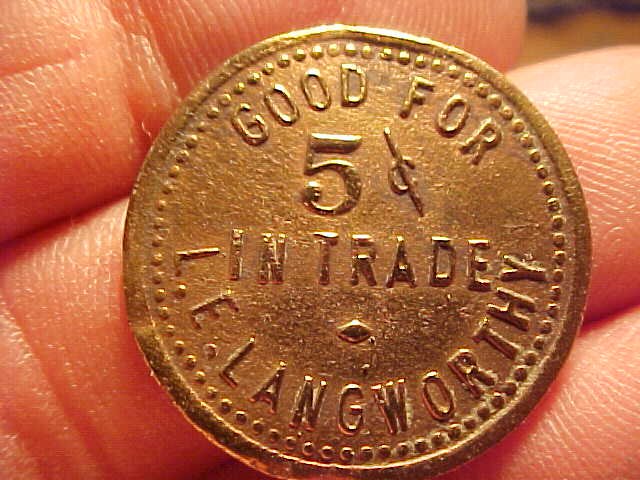 GOOD FOR
5¢
IN TRADE
L.E. LANGWORTHY